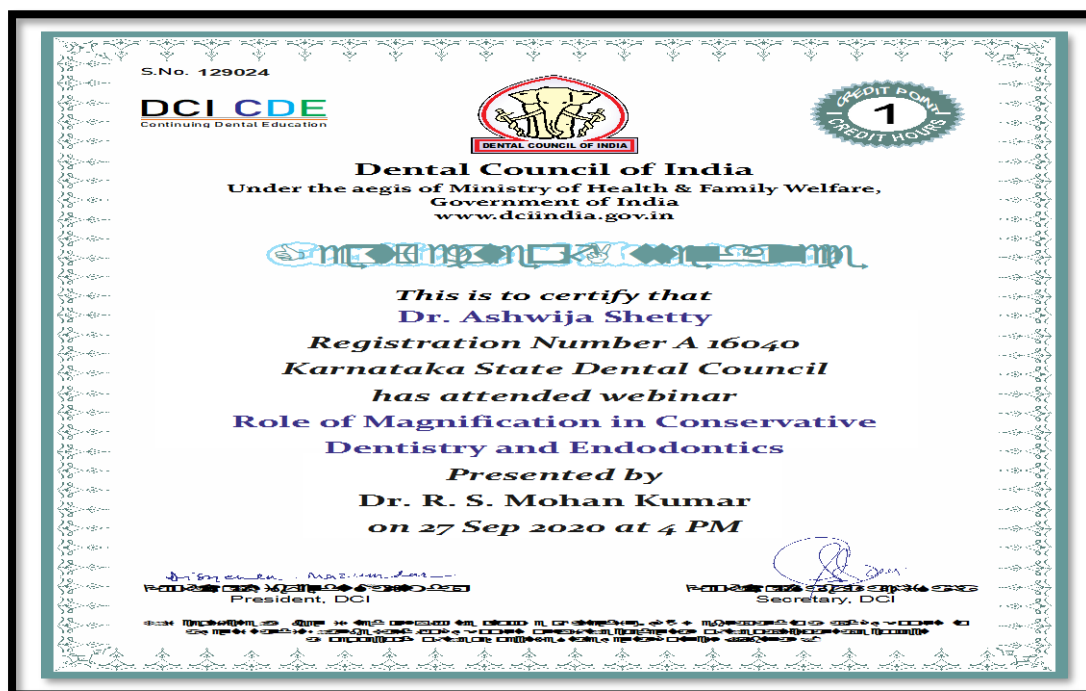 S.No. 129024
DCI CDE
Continuing Dental Education
DENTAL COUNCIL OF INDIA
CREDIT POINT
1
CREDIT HOURS
Dental Council of India
Under the aegis of Ministry of Health & Family Welfare,
Government of India
www.dciindia.gov.in
This is to certify that
Dr. Ashwija Shetty
Registration Number A 16040
Karnataka State Dental Council
has attended webinar
Role of Magnification in Conservative
Dentistry and Endodontics
Presented by
Dr. R. S. Mohan Kumar
on 27 Sep 2020 at 4 PM
President, DCI
Secretary, DCI